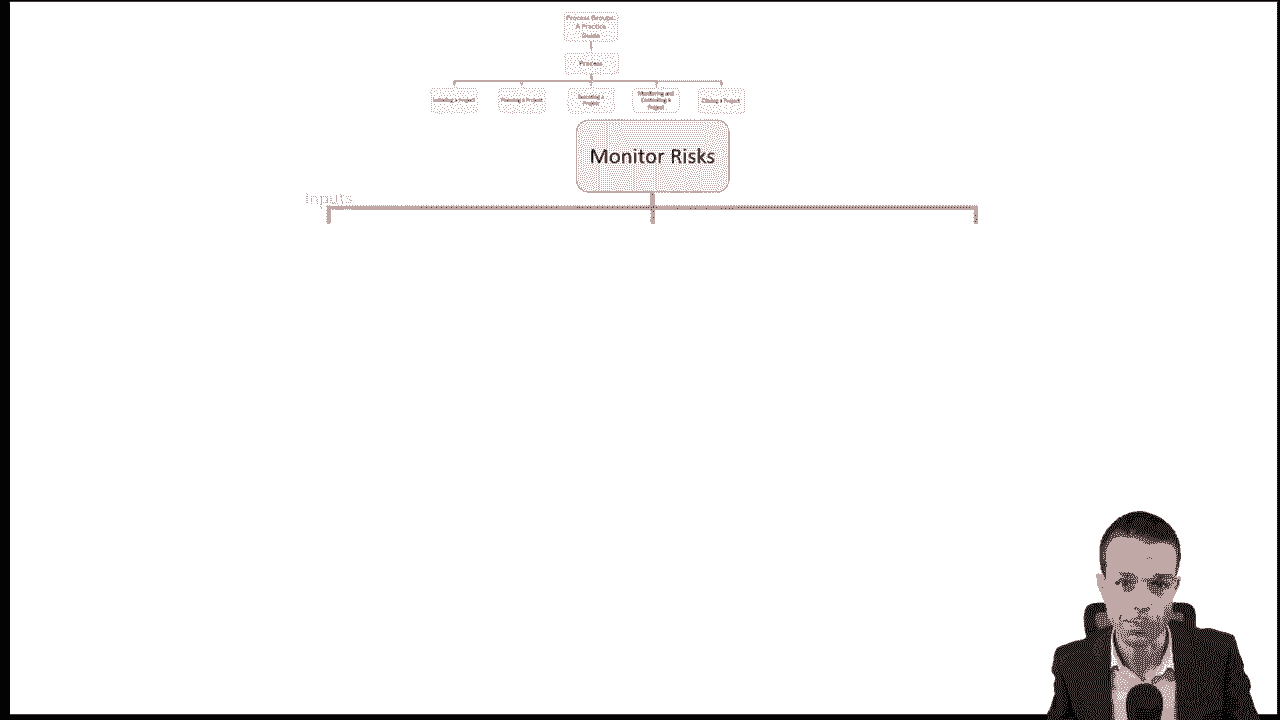 Process Groups:
A Practice
Guide
Process
Initiating a Project
Planning a Project
Executing a
Project
Monitoring and
Controlling a
Project
Closing a Project
Monitor Risks
Inputs